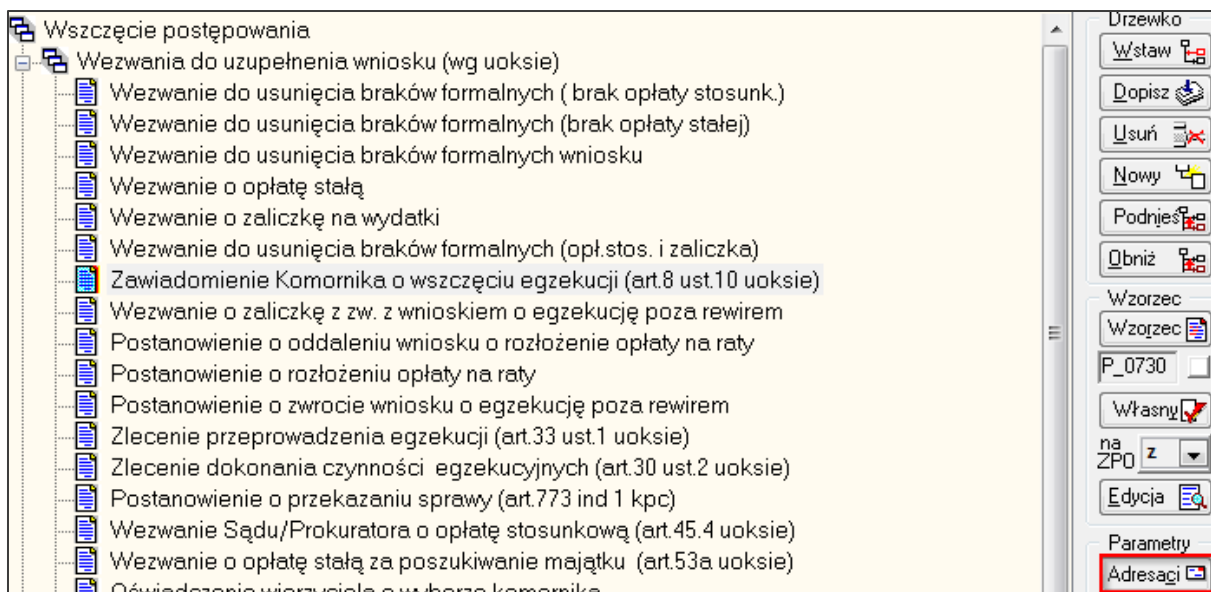 Wszczęcie postępowania
Wezwania do uzupełnenia wniosku (wg uoksie)
Wezwanie do usunięcia braków formalnych ( brak opłaty stosunk.)
Wezwanie do usunięcia braków formalnych (brak opłaty stałej)
Wezwanie do usunięcia braków formalnych wniosku
Wezwanie o opłatę stałą
Wezwanie o zaliczkę na wydatki
Wezwanie do usunięcia braków formalnych (opł.stos. i zaliczka)
Zawiadomienie Komornika o wszczęciu egzekucji (art.8 ust.10 uoksie)
Wezwanie o zaliczkę z zw. z wnioskiem o egzekucję poza rewirem
Postanowienie o oddaleniu wniosku o rozłożenie opłaty na raty
Postanowienie o rozłożeniu opłaty na raty
Postanowienie o zwrocie wniosku o egzekucję poza rewirem
Zlecenie przeprowadzenia egzekucji (art.33 ust.1 uoksie)
Zlecenie dokonania czynności egzekucyjnych (art.30 ust.2 uoksie)
Postanowienie o przekazaniu sprawy (art.773 ind 1 kpc)
Wezwanie Sądu/Prokuratora o opłatę stosunkową (art.45.4 uoksie)
Wezwanie o opłatę stałą za poszukiwanie majątku (art.53a uoksie)
Oświadczenie wierzyciela o wyborze komornika
Drzewko
Wstaw
Dopisz
Usuń
Nowy
Podnieś
Obniż
Wzorzec
Wzorzec
P_0730
Własny
na ZPO z
Edycja
Parametry
Adresaci